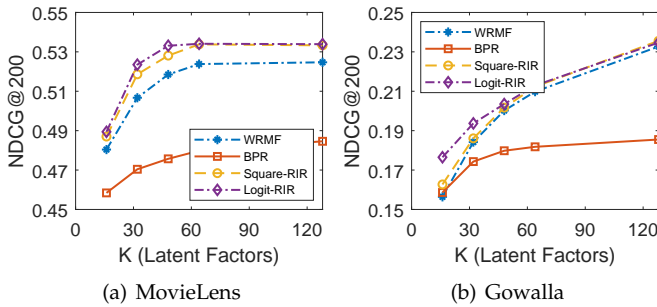 0.55
0.53
0.51
0.49
0.47
0.45
NDCG@200
WRMF
BPR
Square-RIR
Logit-RIR
0 30 60 90 120
K (Latent Factors)
(a) MovieLens
0.25
0.23
0.21
0.19
0.17
0.15
NDCG@200
WRMF
BPR
Square-RIR
Logit-RIR
0 30 60 90 120
K (Latent Factors)
(b) Gowalla